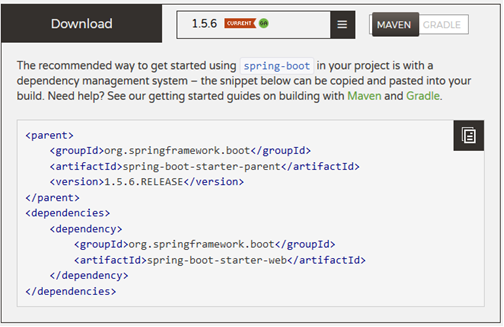 Download 1.5.6 CURRENT GA MAVEN GRADLE
The recommended way to get started using spring-boot in your project is with a
dependency management system – the snippet below can be copied and pasted into your
build. Need help? See our getting started guides on building with Maven and Gradle.
<parent>
    <groupId>org.springframework.boot</groupId>
    <artifactId>spring-boot-starter-parent</artifactId>
    <version>1.5.6.RELEASE</version>
</parent>
<dependencies>
    <dependency>
        <groupId>org.springframework.boot</groupId>
        <artifactId>spring-boot-starter-web</artifactId>
    </dependency>
</dependencies>